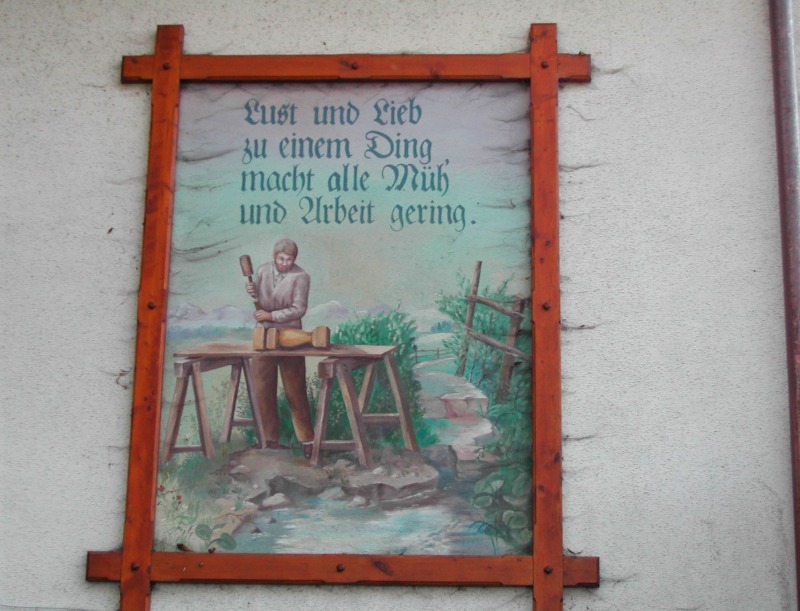 Lust und Lieb
zu einem Ding,
macht alle Müh'
und Arbeit gering.